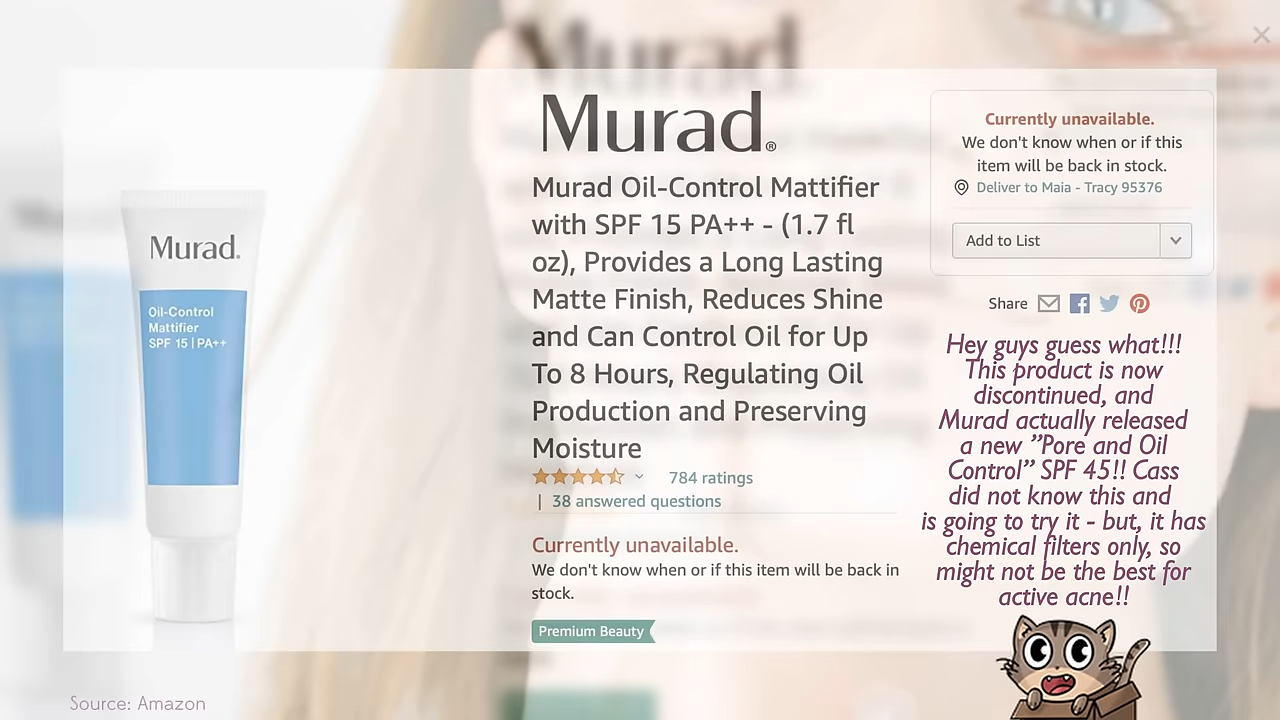 Murad.
Murad®
Murad Oil-Control Mattifier
with SPF 15 PA++ - (1.7 fl
oz), Provides a Long Lasting
Matte Finish, Reduces Shine
and Can Control Oil for Up
To 8 Hours, Regulating Oil
Production and Preserving
Moisture
784 ratings
| 38 answered questions
Currently unavailable.
We don't know when or if this item will be back in
stock.
Premium Beauty
Murad.
Oil-Control
Mattifier
SPF 15 | PA++
Currently unavailable.
We don't know when or if this
item will be back in stock.
Deliver to Maia - Tracy 95376
Add to List
Share
Hey guys guess what!!!
This product is now
discontinued, and
Murad actually released
a new ”Pore and Oil
Control” SPF 45!! Cass
did not know this and
is going to try it - but, it has
chemical filters only, so
might not be the best for
active acne!!
Source: Amazon